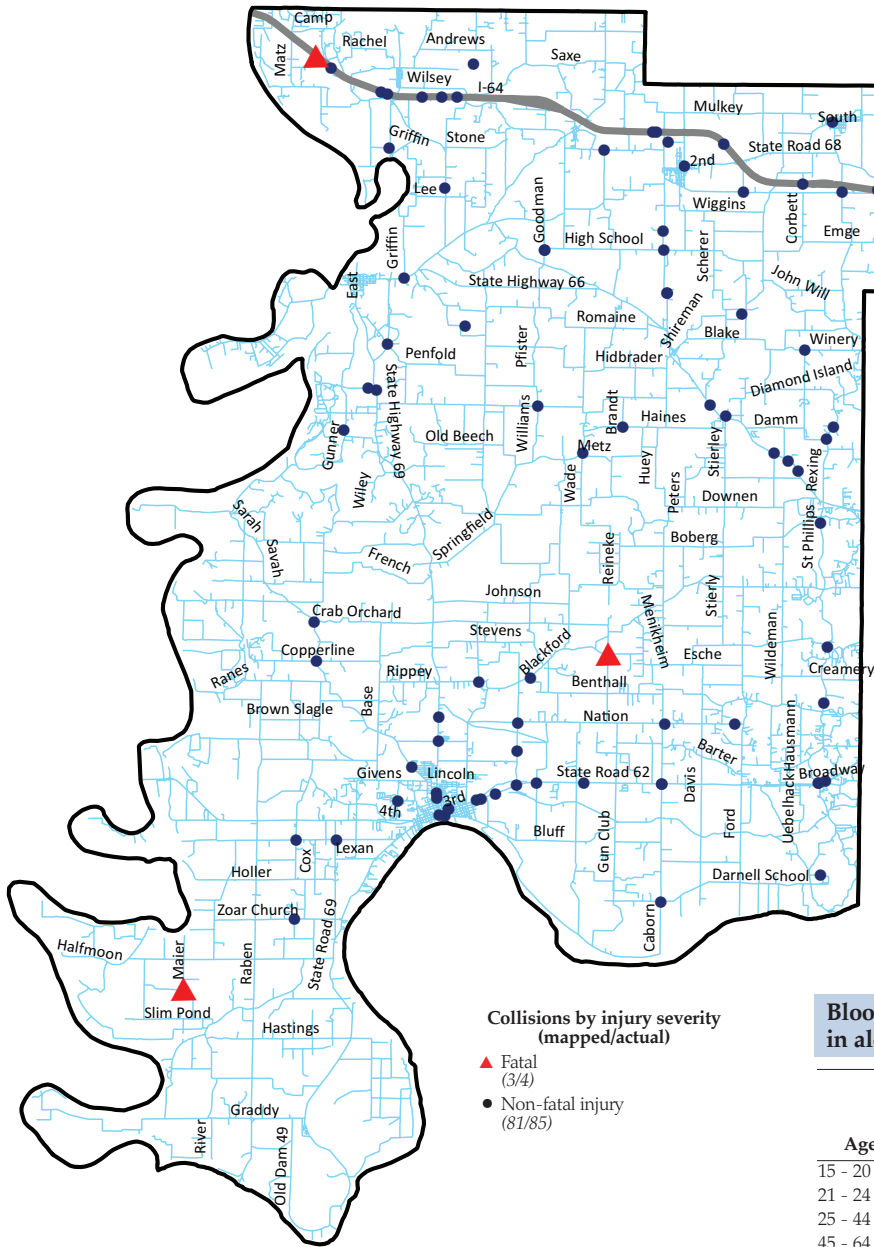 Camp
Rachel
Andrews
Saxe
Matz
Wilsey
I-64
Mulkey
South
Griffin
Stone
2nd
State Road 68
Lee
Wiggins
Corbett
Goodman
High School
Scherer
Emge
Griffin
East
State Highway 66
John Will
Romaine
Shireman
Blake
Winery
Penfold
Pfister
Hidbrader
Diamond Island
State Highway 69
Williams
Brandt
Haines
Stierley
Damm
Gunner
Old Beech
Metz
Rexing
Wiley
Wade
Huey
Peters
Downen
Sarah
Springfield
St Phillips
Savah
French
Reineke
Boberg
Johnson
Menikheim
Stierly
Crab Orchard
Stevens
Blackford
Wildeman
Copperline
Esche
Ranes
Rippey
Benthall
Creamery
Base
Brown Slagle
Nation
Barter
Hausmann
Givens
Lincoln
State Road 62
Davis
Broadway
4th
3rd
Uebelhack
Bluff
Gun Club
Ford
Cox
Lexan
Holler
Darnell School
Zoar Church
State Road 69
Caborn
Halfmoon
Maier
Raben
Slim Pond
Hastings
Graddy
River
Old Dam 49
Collisions by injury severity
(mapped/actual)
Fatal
(3/4)
Non-fatal injury
(81/85)
Bloo
in al
Age
15 - 20
21 - 24
25 - 44
45 - 64